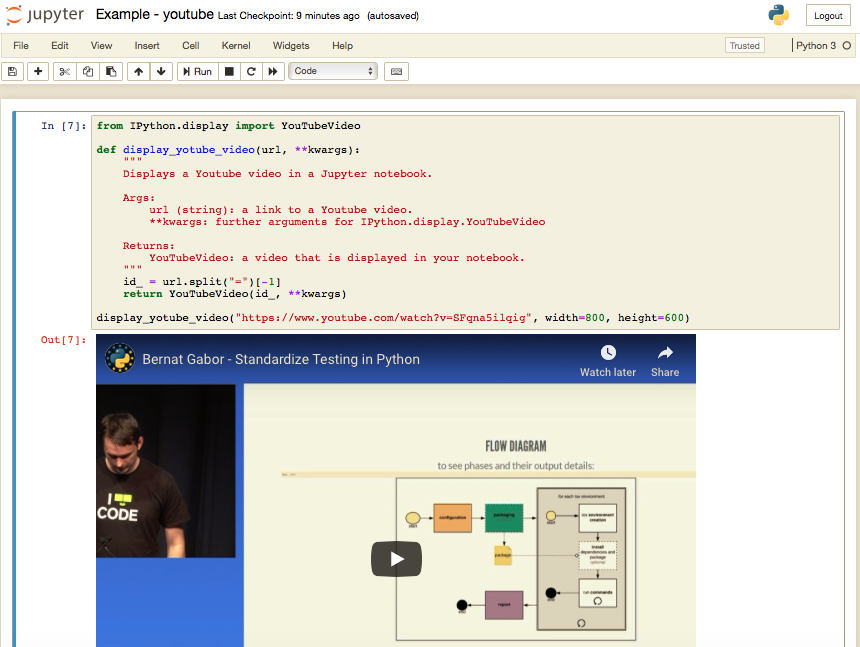 jupyter Example - youtube Last Checkpoint: 9 minutes ago (autosaved)
Logout
File Edit View Insert Cell Kernel Widgets Help
Trusted Python 3
Run Code
In [7]: from IPython.display import YouTubeVideo
def display_yotube_video(url, **kwargs):
"""
Displays a Youtube video in a Jupyter notebook.
Args:
url (string): a link to a Youtube video.
**kwargs: further arguments for IPython.display.YouTubeVideo
Returns:
YouTubeVideo: a video that is displayed in your notebook.
"""
id_ = url.split("=")[-1]
return YouTubeVideo(id_, **kwargs)
display_yotube_video("https://www.youtube.com/watch?v=SFqna5ilqig", width=800, height=600)
Out[7]:
Bernat Gabor - Standardize Testing in Python
Watch later Share
I
CODE
FLOW DIAGRAM
to see phases and their output details:
for each tox environment
start
configuration
packaging
start
tox environment
creation
install
dependencies and
package
optional
package
run commands
end
report
end